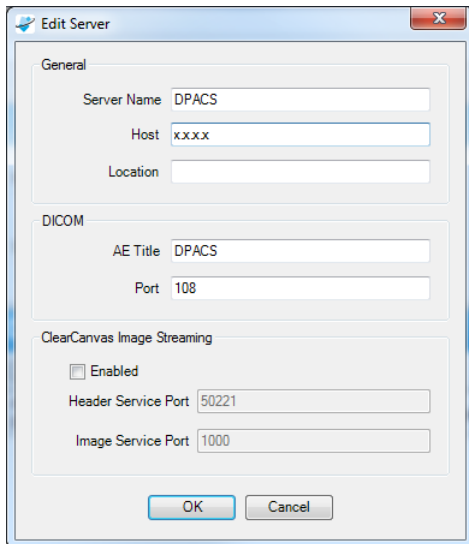 Edit Server
General
Server Name DPACS
Host x.x.x.x
Location
DICOM
AE Title DPACS
Port 108
ClearCanvas Image Streaming
Enabled
Header Service Port 50221
Image Service Port 1000
OK Cancel